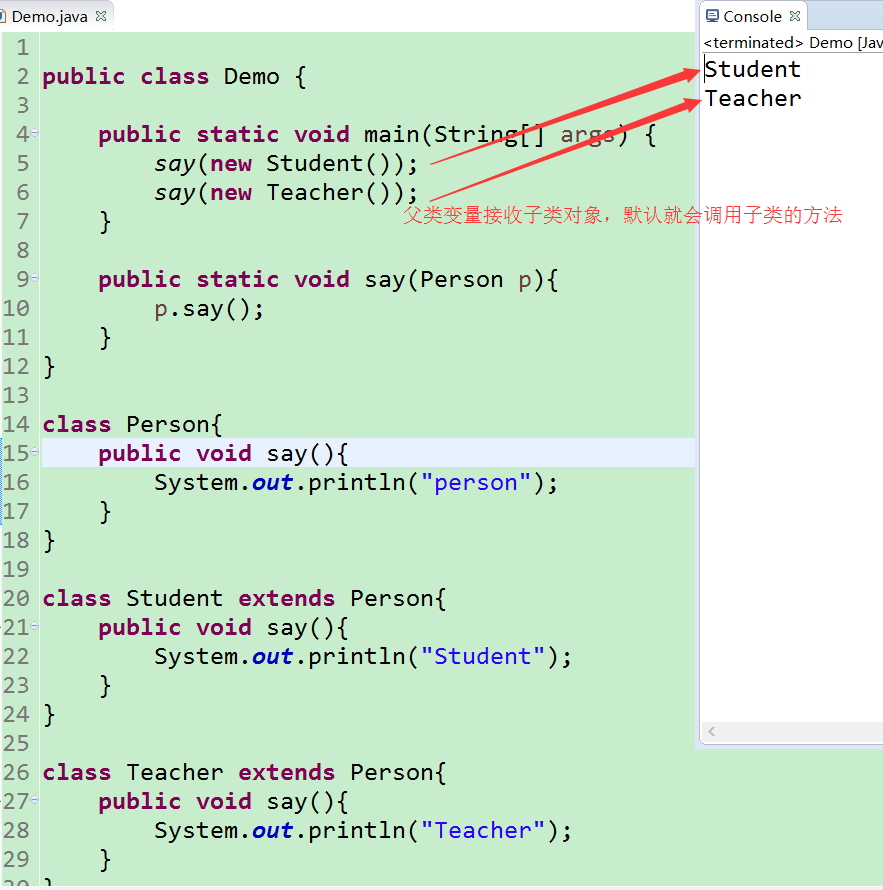 Demo.java
1
2 public class Demo {
3
4 public static void main(String[] args) {
5 say(new Student());
6 say(new Teacher());
7 }
8
9 public static void say(Person p){
10 p.say();
11 }
12 }
13
14 class Person{
15 public void say(){
16 System.out.println("person");
17 }
18 }
19
20 class Student extends Person{
21 public void say(){
22 System.out.println("Student");
23 }
24 }
25
26 class Teacher extends Person{
27 public void say(){
28 System.out.println("Teacher");
29 }
30 }
父类变量接收子类对象，默认就会调用子类的方法
Console
<terminated> Demo [Jav
Student
Teacher